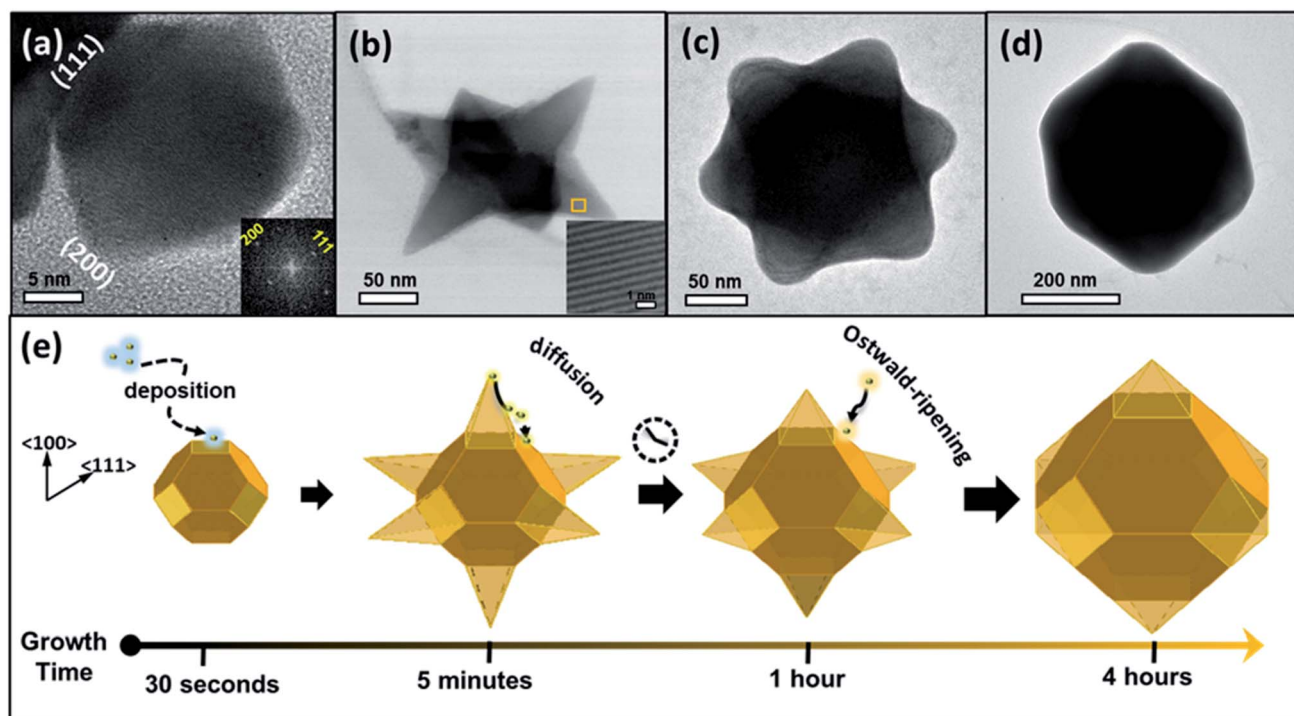 (a)
(111)
(200)
5 nm
200
111
(b)
50 nm
1 nm
(c)
50 nm
(d)
200 nm
(e)
deposition
<100>
<111>
diffusion
Ostwald-ripening
Growth
Time
30 seconds
5 minutes
1 hour
4 hours